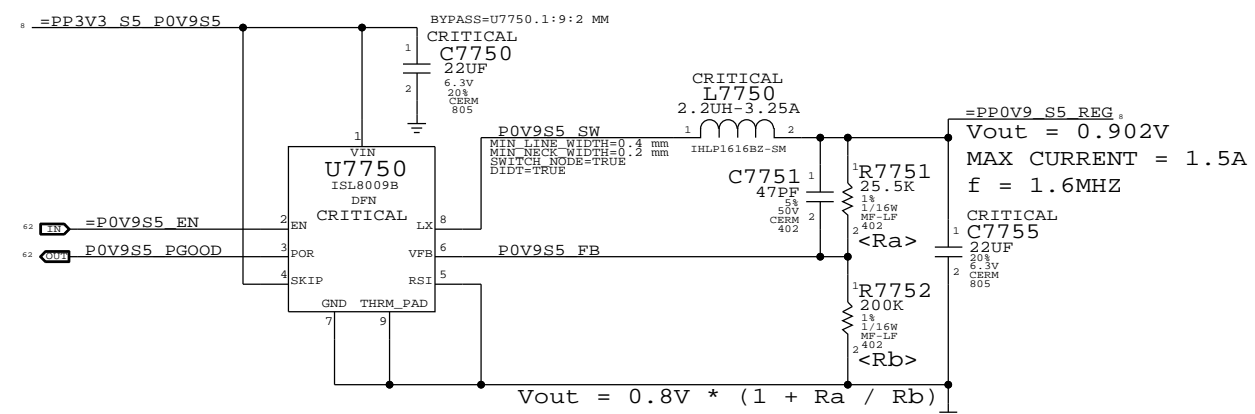 8 =PP3V3_S5_P0V9S5
BYPASS=U7750.1:9:2 MM
CRITICAL
1 C7750
22UF
6.3V
2 20%
CERM
805
CRITICAL
L7750
2.2UH-3.25A
1 2
IHLP1616BZ-SM
P0V9S5_SW
MIN_LINE_WIDTH=0.4 mm
MIN_NECK_WIDTH=0.2 mm
SWITCH_NODE=TRUE
DIDT=TRUE
=PP0V9_S5_REG 8
Vout = 0.902V
MAX CURRENT = 1.5A
f = 1.6MHZ
1
VIN
U7750
ISL8009B
DFN
CRITICAL
62 IN =P0V9S5_EN 2 EN
62 OUT P0V9S5_PGOOD 3 POR
4 SKIP
LX 8
VFB 6 P0V9S5_FB
RSI 5
GND THRM_PAD
7 9
C7751 1
47PF
5%
50V
CERM 2
402
1 R7751
25.5K
1%
1/16W
MF-LF
2 402
<Ra>
CRITICAL
1 C7755
22UF
20%
2 6.3V
CERM
805
1 R7752
200K
1%
1/16W
MF-LF
2 402
<Rb>
Vout = 0.8V * (1 + Ra / Rb)